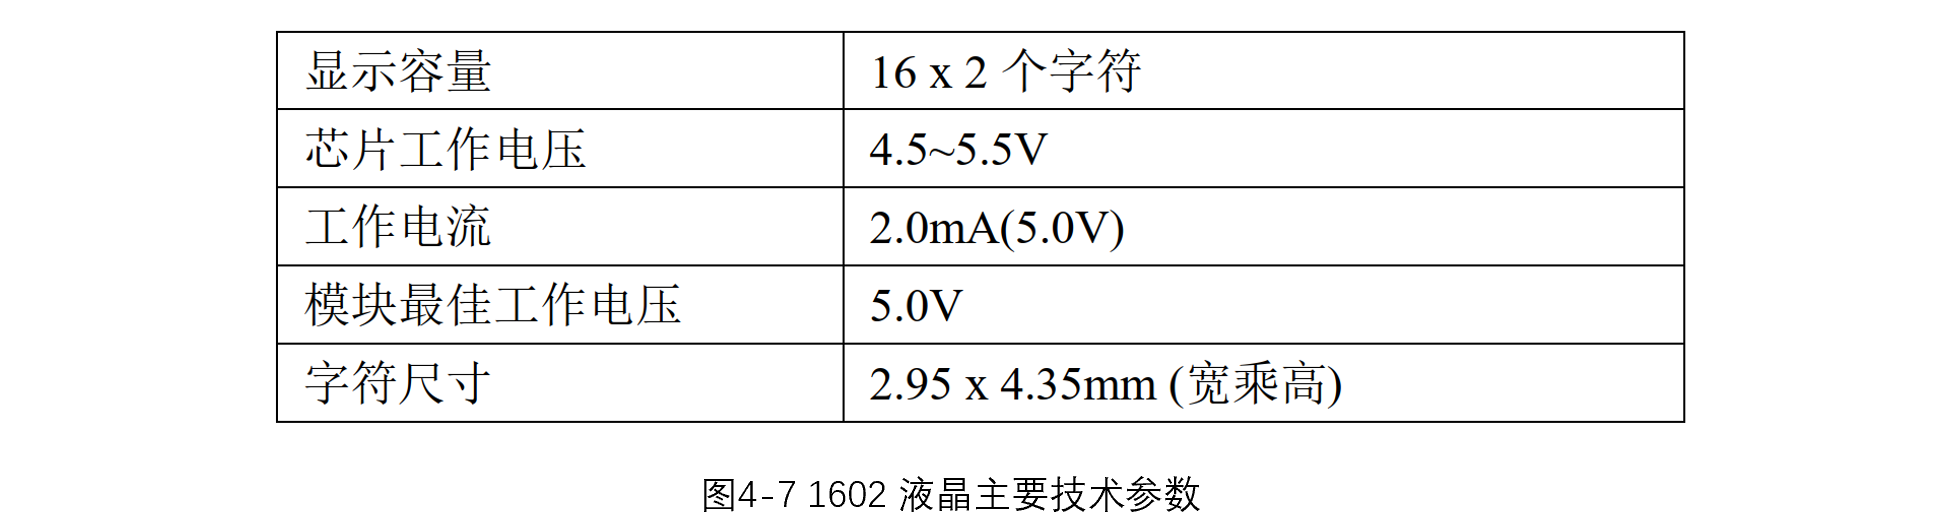 显示容量 16 x 2 个字符
芯片工作电压 4.5~5.5V
工作电流 2.0mA(5.0V)
模块最佳工作电压 5.0V
字符尺寸 2.95 x 4.35mm (宽乘高)
图4-7 1602 液晶主要技术参数